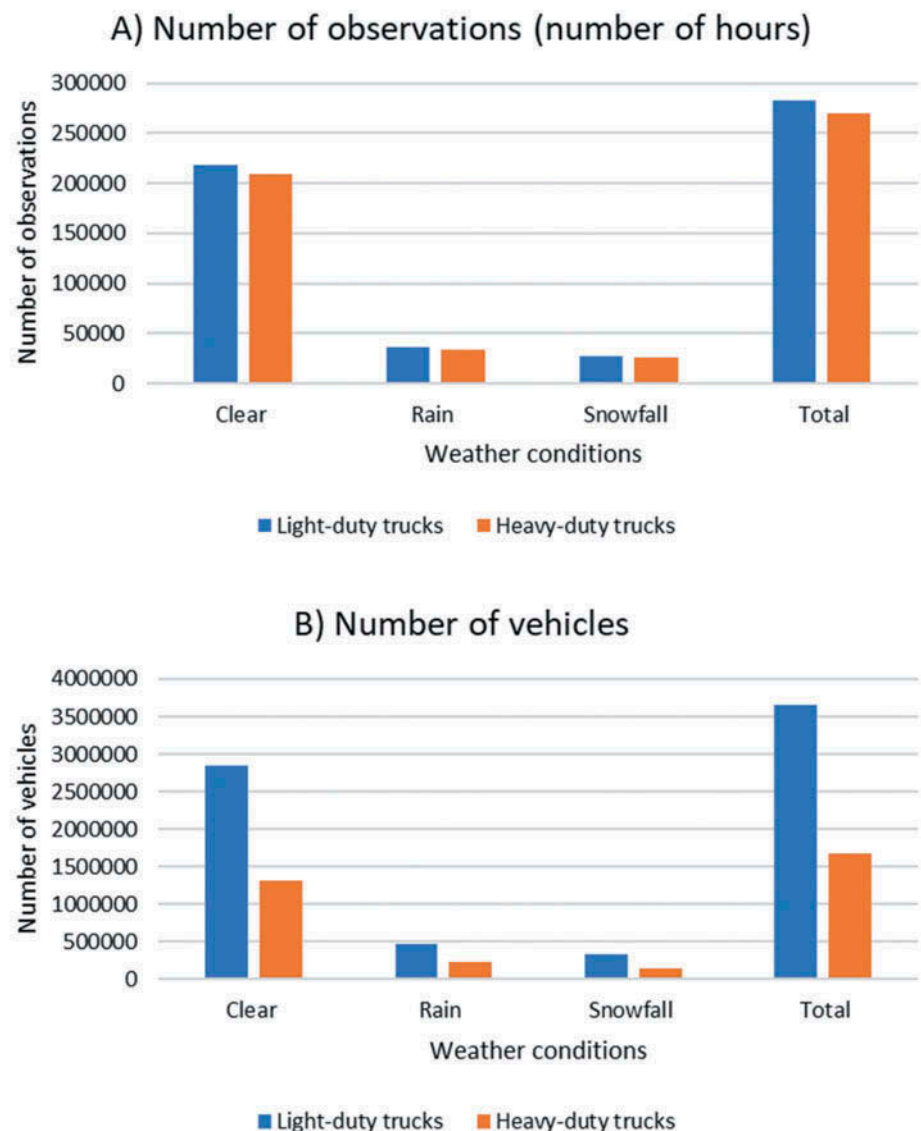 A) Number of observations (number of hours)
Number of observations
300000
250000
200000
150000
100000
50000
0
Clear Rain Snowfall Total
Weather conditions
Light-duty trucks Heavy-duty trucks
B) Number of vehicles
Number of vehicles
4000000
3500000
3000000
2500000
2000000
1500000
1000000
500000
0
Clear Rain Snowfall Total
Weather conditions
Light-duty trucks Heavy-duty trucks